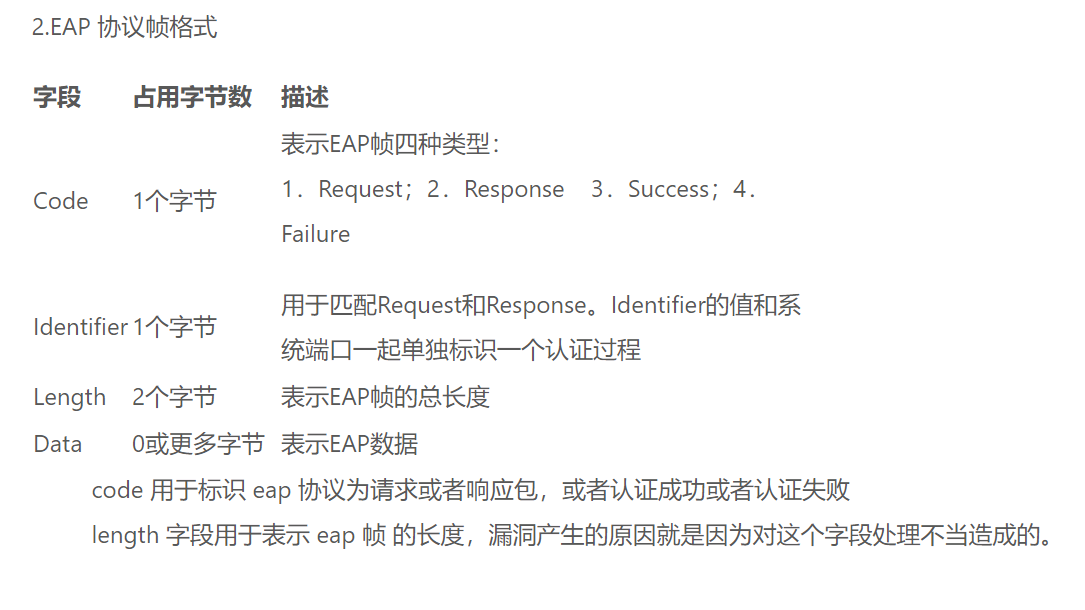 2.EAP 协议帧格式
字段 占用字节数 描述
表示EAP帧四种类型：
Code 1个字节 1．Request；2．Response 3．Success；4．
Failure
用于匹配Request和Response。Identifier的值和系
Identifier 1个字节
统端口一起单独标识一个认证过程
Length 2个字节 表示EAP帧的总长度
Data 0或更多字节 表示EAP数据
code 用于标识 eap 协议为请求或者响应包，或者认证成功或者认证失败
length 字段用于表示 eap 帧 的长度，漏洞产生的原因就是因为对这个字段处理不当造成的。